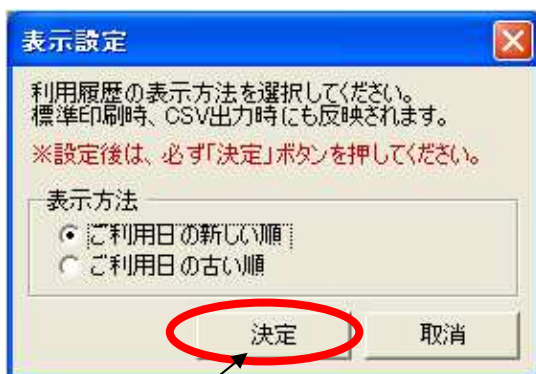 表示設定
利用履歴の表示方法を選択してください。
標準印刷時、CSV出力時にも反映されます。
※設定後は、必ず「決定」ボタンを押してください。
表示方法
ご利用日の新しい順
ご利用日の古い順
決定
取消